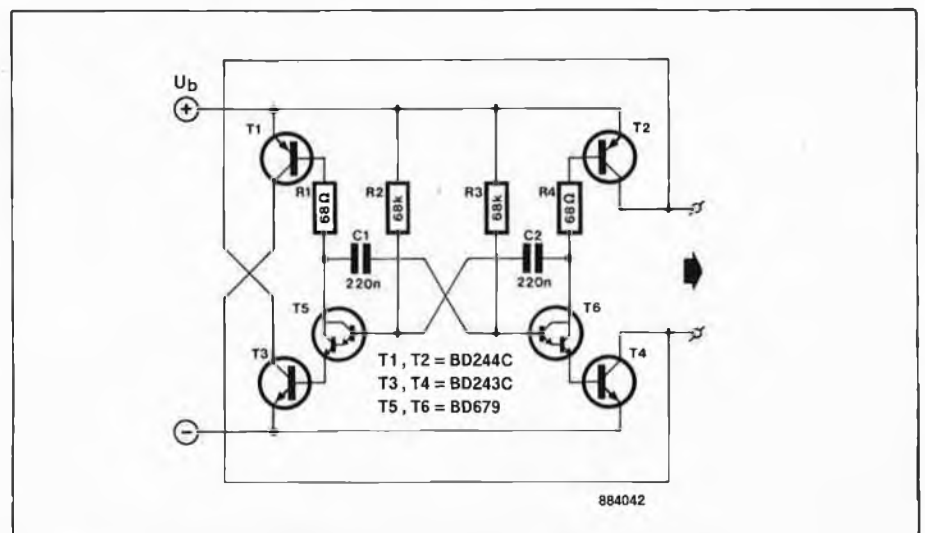 Ub
+
T1
T2
R1
68Ω
R2
68k
R3
68k
R4
68Ω
C1
220n
C2
220n
T5
T6
T3
T4
T1, T2 = BD244C
T3, T4 = BD243C
T5, T6 = BD679
−
884042